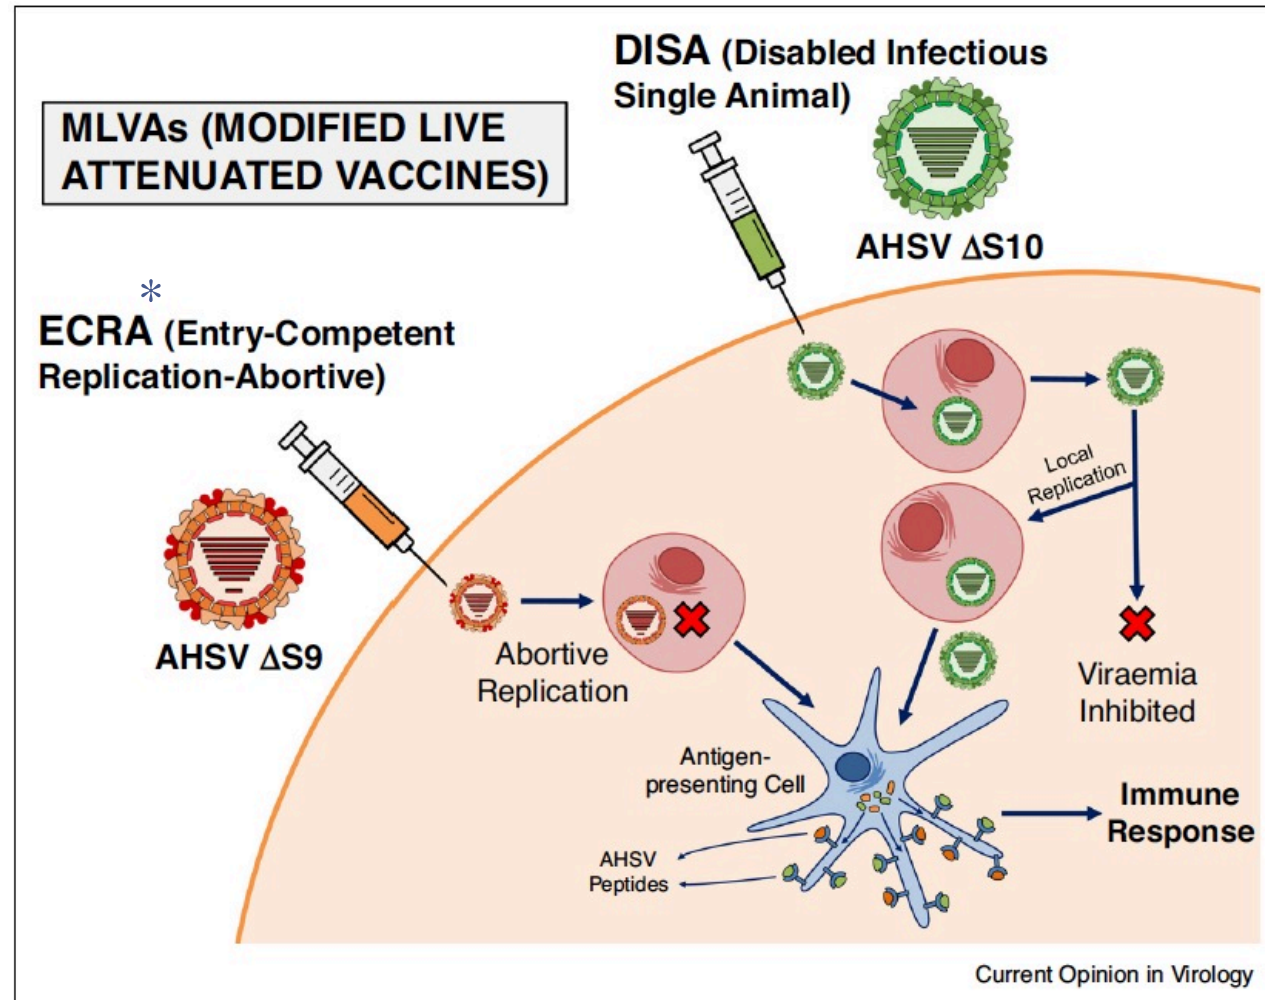 DISA (Disabled Infectious
Single Animal)
MLVAs (MODIFIED LIVE
ATTENUATED VACCINES)
AHSV ΔS10
*
ECRA (Entry-Competent
Replication-Abortive)
Local
Replication
AHSV ΔS9
Abortive
Replication
Viraemia
Inhibited
Antigen-
presenting Cell
Immune
Response
AHSV
Peptides
Current Opinion in Virology